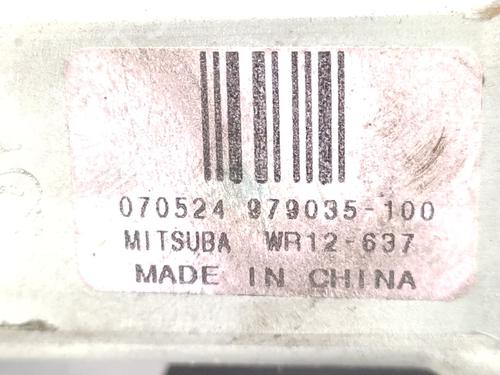 070524 979035-100
MITSUBA WR12-637
MADE IN CHINA